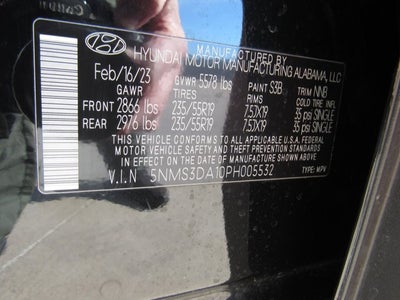 MANUFACTURED BY
HYUNDAI MOTOR MANUFACTURING ALABAMA, LLC
Feb/16/23 GVWR 5578 lbs PAINT S3B TRIM NNB
GAWR TIRES RIMS COLD TIRE INFL
FRONT 2866 lbs 235/55R19 7.5JX19 35 psi SINGLE
REAR 2976 lbs 235/55R19 7.5JX19 35 psi SINGLE
THIS VEHICLE CONFORMS TO ALL APPLICABLE U.S.A. FEDERAL
MOTOR VEHICLE SAFETY AND THEFT PREVENTION STANDARDS
IN EFFECT ON THE DATE OF MANUFACTURE SHOWN ABOVE
V.I.N 5NMS3DA10PH005532 TYPE: MPV